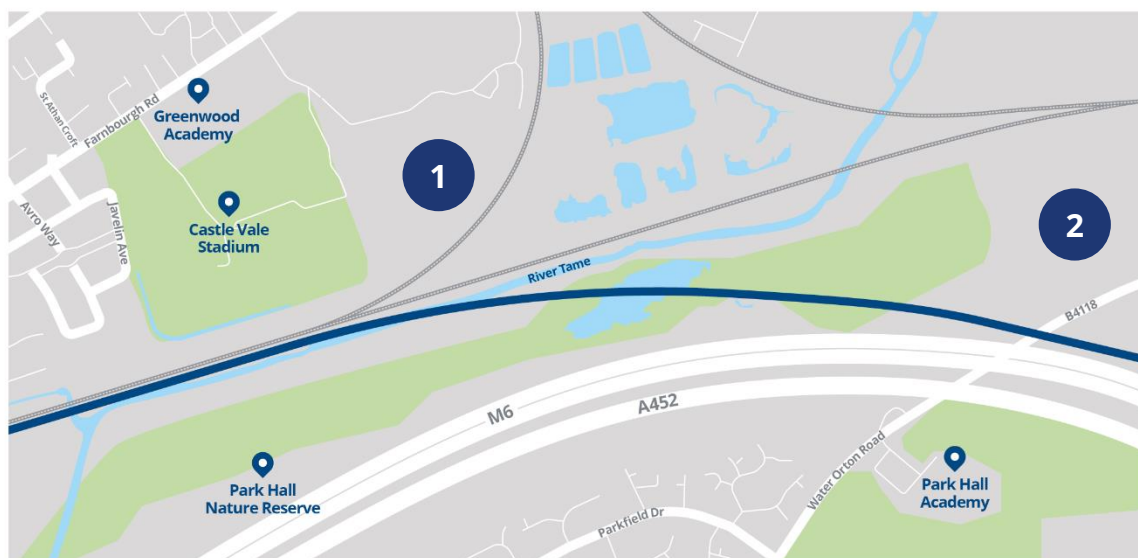 St Athan Croft
Farnbourgh Rd
Greenwood
Academy
1
Avro Way
Javelin Ave
Castle Vale
Stadium
2
River Tame
B4118
M6
A452
Park Hall
Nature Reserve
Water Orton Road
Park Hall
Academy
Parkfield Dr